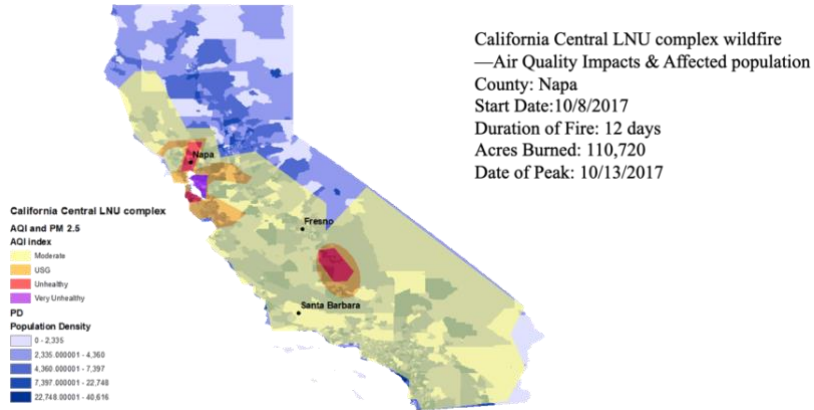 California Central LNU complex wildfire
—Air Quality Impacts & Affected population
County: Napa
Start Date:10/8/2017
Duration of Fire: 12 days
Acres Burned: 110,720
Date of Peak: 10/13/2017
Napa
Fresno
Santa Barbara
California Central LNU complex
AQI and PM 2.5
AQI index
Moderate
USG
Unhealthy
Very Unhealthy
PD
Population Density
0 - 2,335
2,335.000001 - 4,360
4,360.000001 - 7,397
7,397.000001 - 22,748
22,748.00001 - 40,616